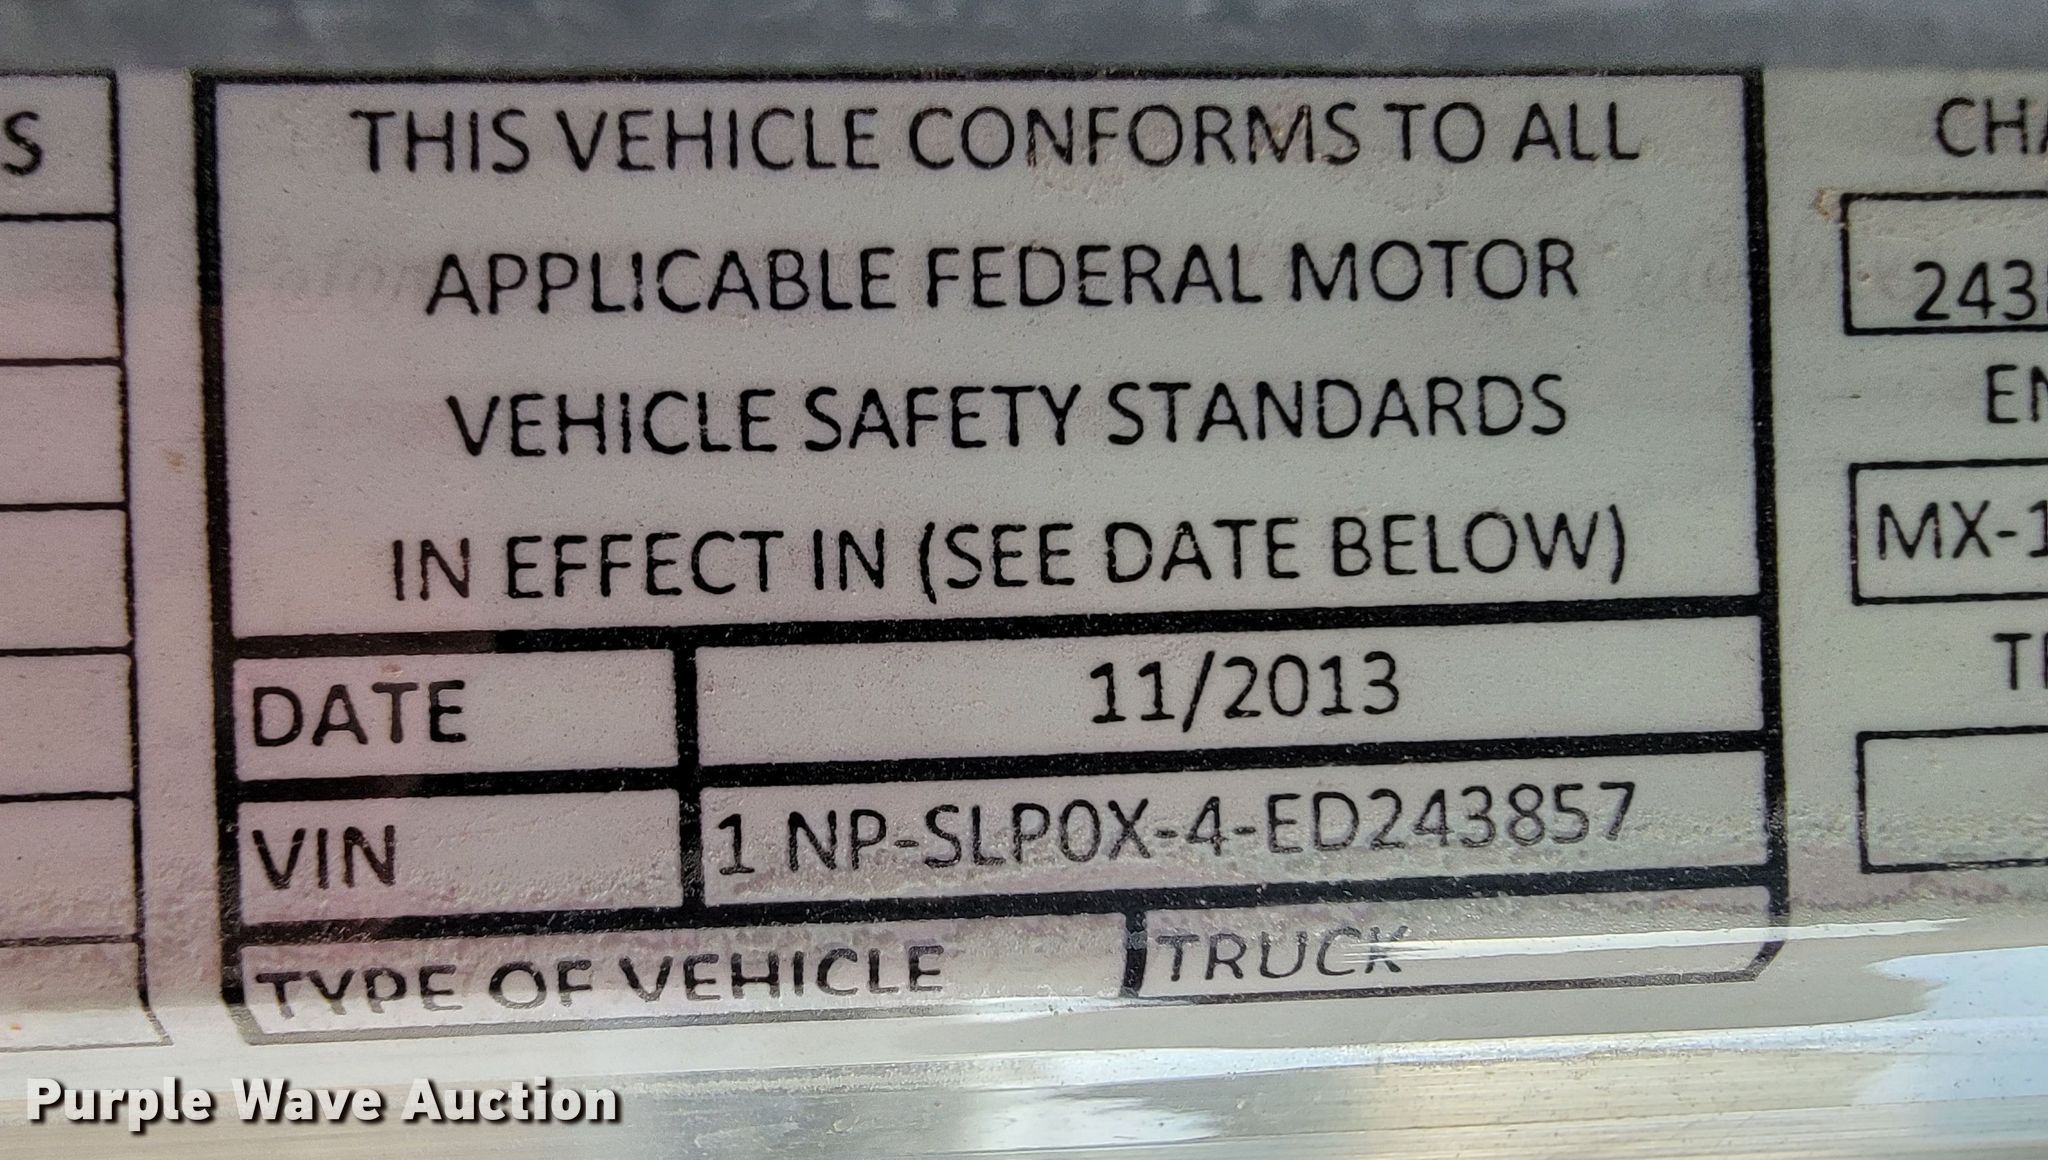 S
THIS VEHICLE CONFORMS TO ALL
APPLICABLE FEDERAL MOTOR
VEHICLE SAFETY STANDARDS
IN EFFECT IN (SEE DATE BELOW)
DATE 11/2013
VIN 1 NP-SLP0X-4-ED243857
TYPE OF VEHICLE TRUCK
CHA
243
EN
MX-1
Purple Wave Auction